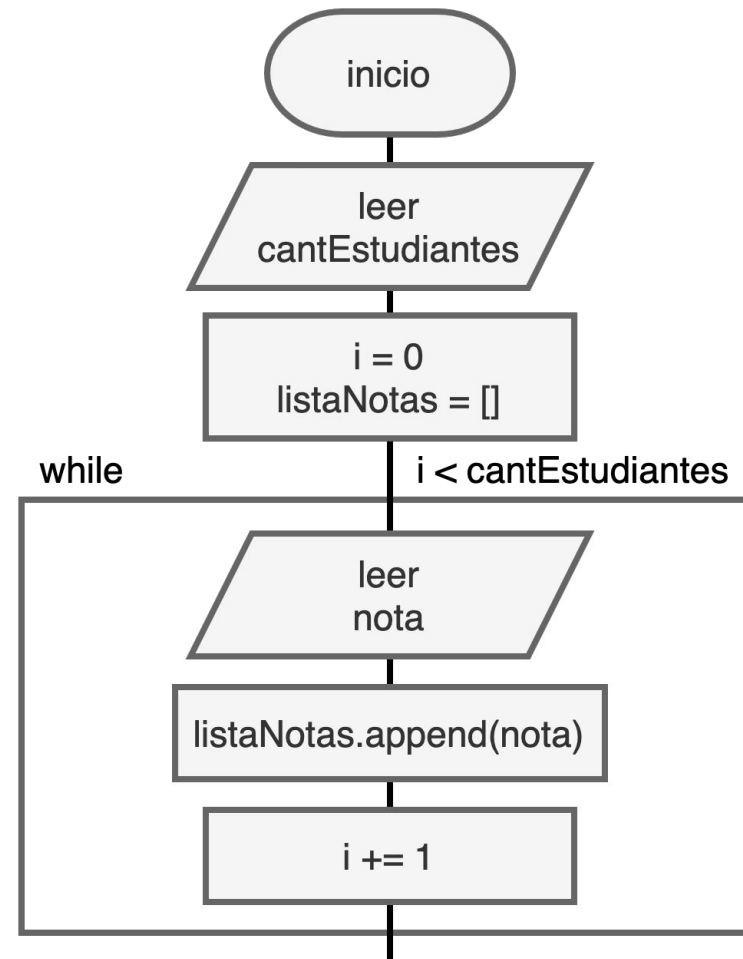 inicio
leer
cantEstudiantes
i = 0
listaNotas = []
while
i < cantEstudiantes
leer
nota
listaNotas.append(nota)
i += 1